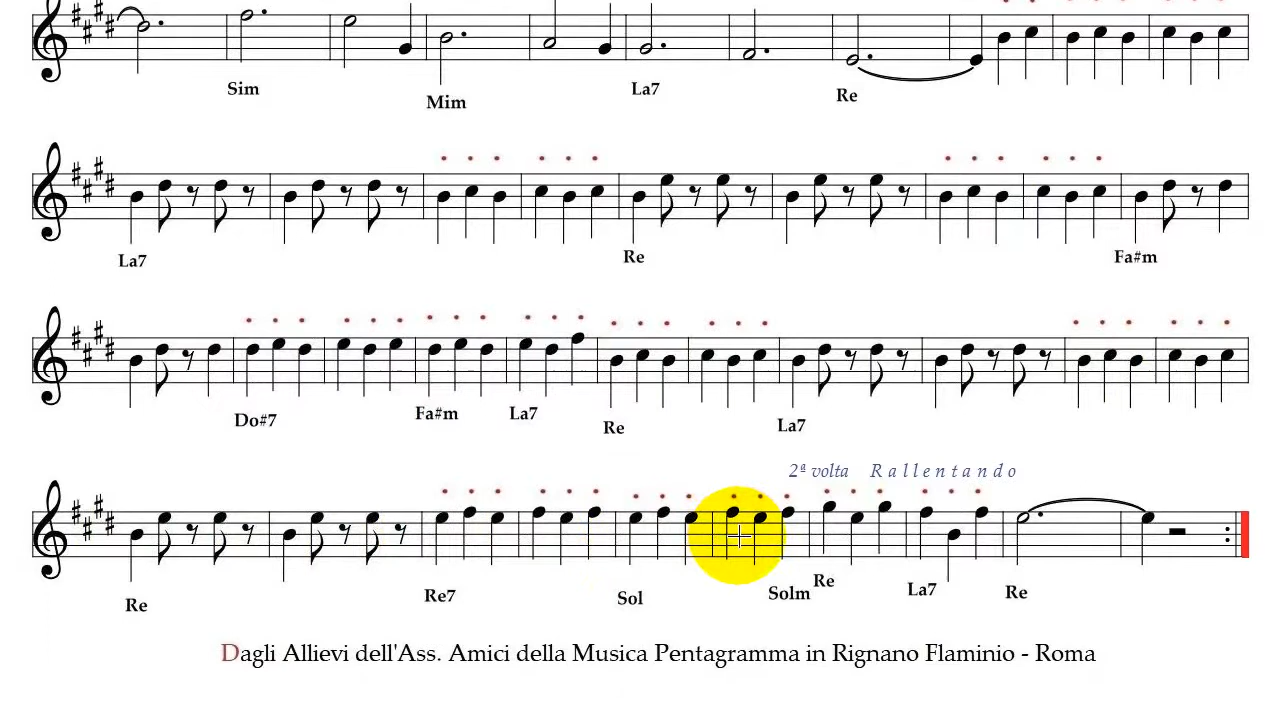 Sim Mim La7 Re
La7 Re Fa#m
Do#7 Fa#m La7 Re La7
2ª volta Rallentando
Re Re7 Sol Solm Re La7 Re
Dagli Allievi dell'Ass. Amici della Musica Pentagramma in Rignano Flaminio - Roma